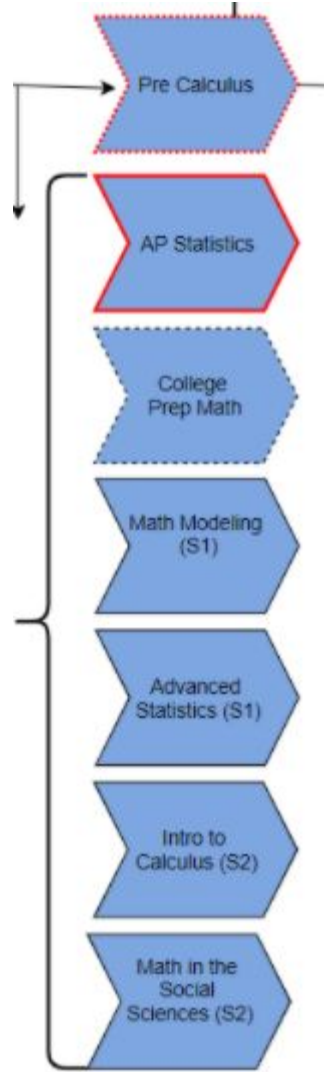 Pre Calculus
AP Statistics
College
Prep Math
Math Modeling
(S1)
Advanced
Statistics (S1)
Intro to
Calculus (S2)
Math in the
Social
Sciences (S2)